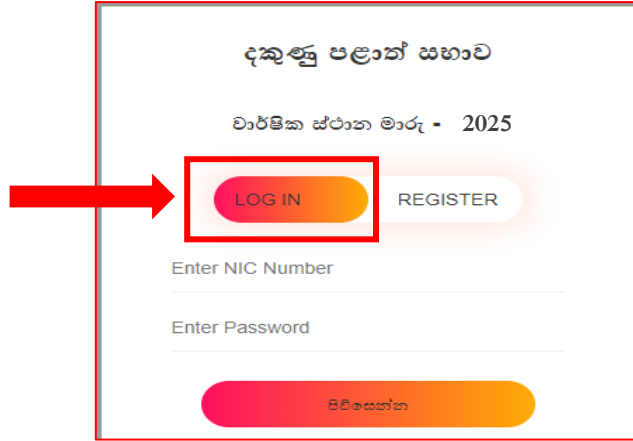 දකුණු පළාත් සභාව
වාර්ෂික ස්ථාන මාරු - 2025
LOG IN REGISTER
Enter NIC Number
Enter Password
පිවිසෙන්න